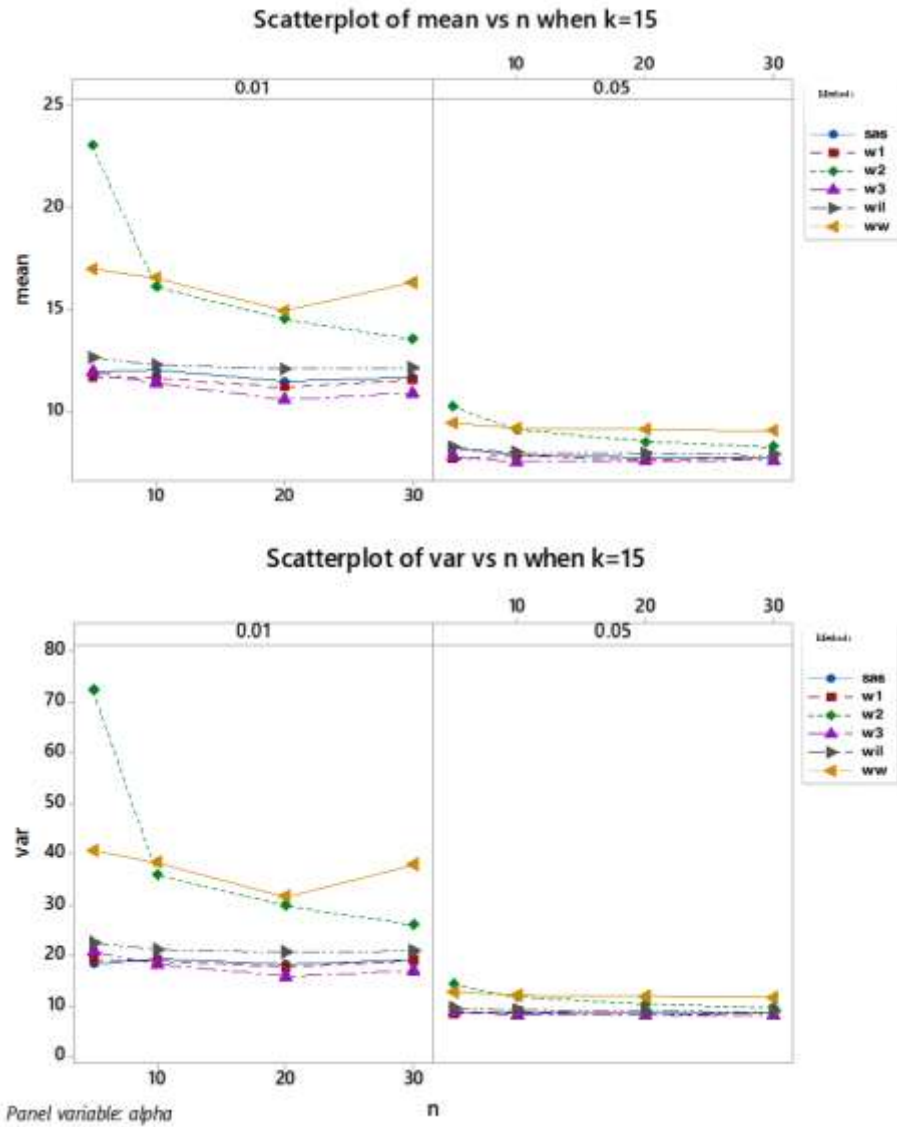 Scatterplot of mean vs n when k=15
10 20 30
0.01 0.05
25
20
15
10
mean
10 20 30
sas
w1
w2
w3
wil
ww
Scatterplot of var vs n when k=15
10 20 30
0.01 0.05
80
70
60
50
40
30
20
10
0
var
10 20 30
n
sas
w1
w2
w3
wil
ww
Panel variable: alpha